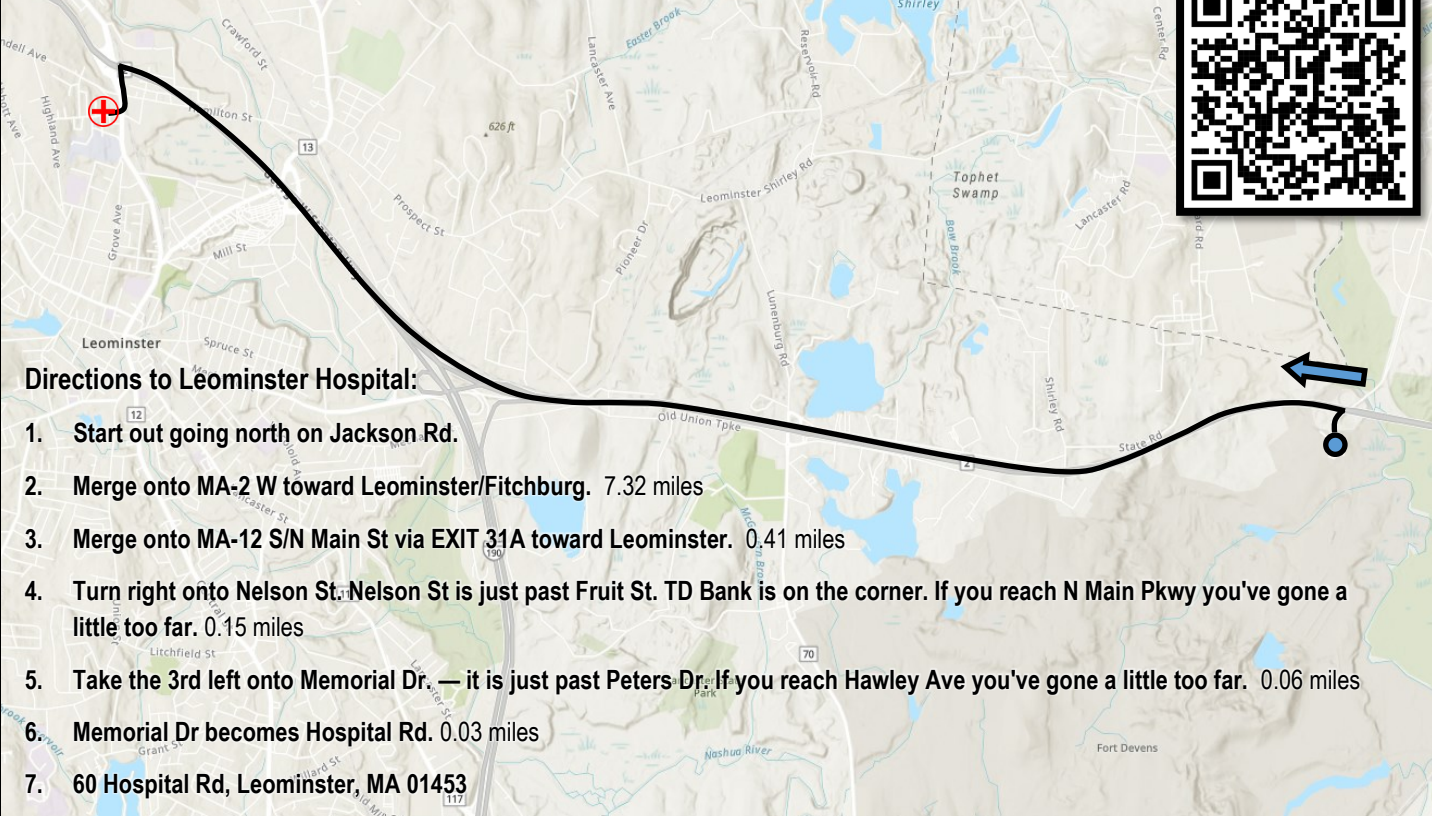 Shirley
Crawford St
Easter Brook
Lancaster Ave
Reservoir Rd
Center Rd
ndell Ave
bott Ave
Highland Ave
milton St
626 ft
13
Leominster Shirley Rd
Tophet
Swamp
Lancaster Rd
ard Rd
Prospect St
Pioneer Dr
Grove Ave
Mill St
Bow Brook
Lunenburg Rd
Leominster
Spruce St
Directions to Leominster Hospital:
12
Shirley Rd
Old Union Tpke
State Rd
2
1. Start out going north on Jackson Rd.
2. Merge onto MA-2 W toward Leominster/Fitchburg. 7.32 miles
3. Merge onto MA-12 S/N Main St via EXIT 31A toward Leominster. 0.41 miles
190
4. Turn right onto Nelson St. Nelson St is just past Fruit St. TD Bank is on the corner. If you reach N Main Pkwy you've gone a
little too far. 0.15 miles
Litchfield St
70
5. Take the 3rd left onto Memorial Dr. — it is just past Peters Dr. If you reach Hawley Ave you've gone a little too far. 0.06 miles
Park
6. Memorial Dr becomes Hospital Rd. 0.03 miles
Grant St
Nashua River
Fort Devens
7. 60 Hospital Rd, Leominster, MA 01453
117